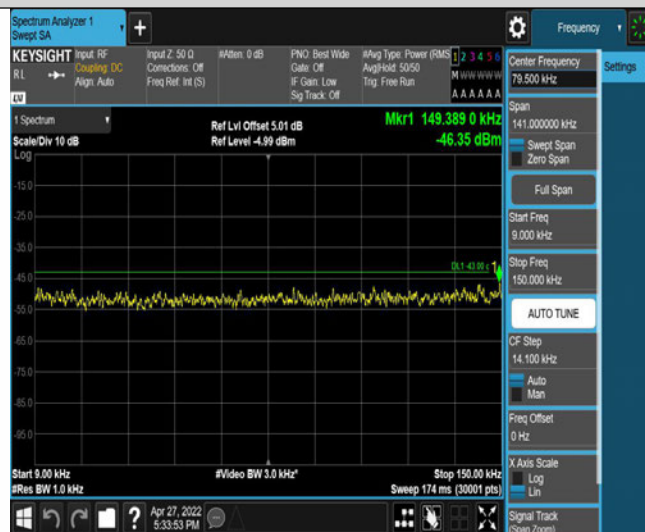 Spectrum Analyzer 1
Swept SA
Frequency
KEYSIGHT
Input: RF
Input Z: 50 Ω
#Atten: 0 dB
PNO: Best Wide
#Avg Type: Power (RMS
1 2 3 4 5 6
RL
Coupling: DC
Corrections: Off
Gate: Off
Avg|Hold: 50/50
Align: Auto
Freq Ref: Int (S)
IF Gain: Low
Trig: Free Run
M W W W W W
Sig Track: Off
A A A A A A
LXI
Center Frequency
79.500 kHz
Settings
Span
141.000000 kHz
Swept Span
Zero Span
Full Span
Start Freq
9.000 kHz
Stop Freq
150.000 kHz
AUTO TUNE
CF Step
14.100 kHz
Auto
Man
Freq Offset
0 Hz
X Axis Scale
Log
Lin
Signal Track
(Span Zoom)
1 Spectrum
Ref Lvl Offset 5.01 dB
Mkr1 149.389 0 kHz
Scale/Div 10 dB
Ref Level -4.99 dBm
-46.35 dBm
Log
-15.0
-25.0
-35.0
DL1 -43.00
1
-45.0
-55.0
-65.0
-75.0
-85.0
-95.0
Start 9.00 kHz
#Video BW 3.0 kHz*
Stop 150.00 kHz
#Res BW 1.0 kHz
Sweep 174 ms (30001 pts)
?
Apr 27, 2022
5:33:53 PM